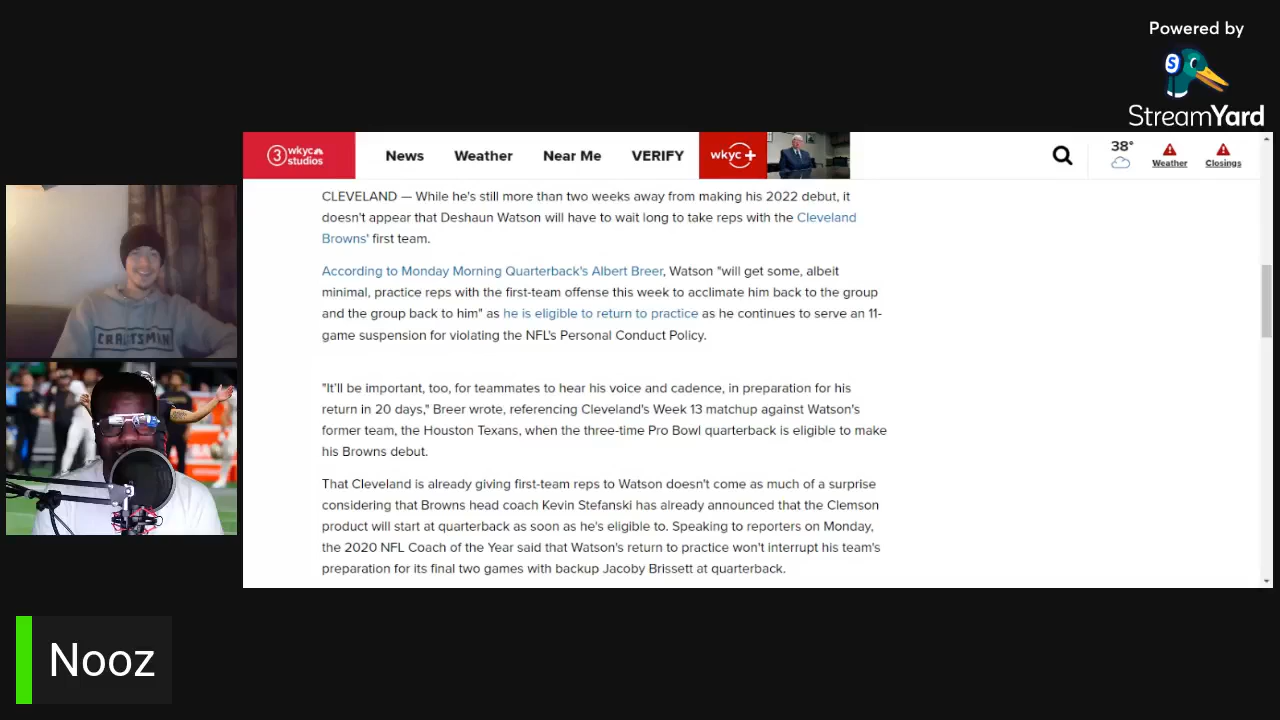 Powered by
S
StreamYard
3 wkyc studios
News
Weather
Near Me
VERIFY
wkyc+
38°
Weather
Closings
CLEVELAND — While he's still more than two weeks away from making his 2022 debut, it
doesn't appear that Deshaun Watson will have to wait long to take reps with the Cleveland
Browns' first team.
According to Monday Morning Quarterback's Albert Breer, Watson "will get some, albeit
minimal, practice reps with the first-team offense this week to acclimate him back to the group
and the group back to him" as he is eligible to return to practice as he continues to serve an 11-
game suspension for violating the NFL's Personal Conduct Policy.
"It'll be important, too, for teammates to hear his voice and cadence, in preparation for his
return in 20 days," Breer wrote, referencing Cleveland's Week 13 matchup against Watson's
former team, the Houston Texans, when the three-time Pro Bowl quarterback is eligible to make
his Browns debut.
That Cleveland is already giving first-team reps to Watson doesn't come as much of a surprise
considering that Browns head coach Kevin Stefanski has already announced that the Clemson
product will start at quarterback as soon as he's eligible to. Speaking to reporters on Monday,
the 2020 NFL Coach of the Year said that Watson's return to practice won't interrupt his team's
preparation for its final two games with backup Jacoby Brissett at quarterback.
CRAFTSMAN
Nooz